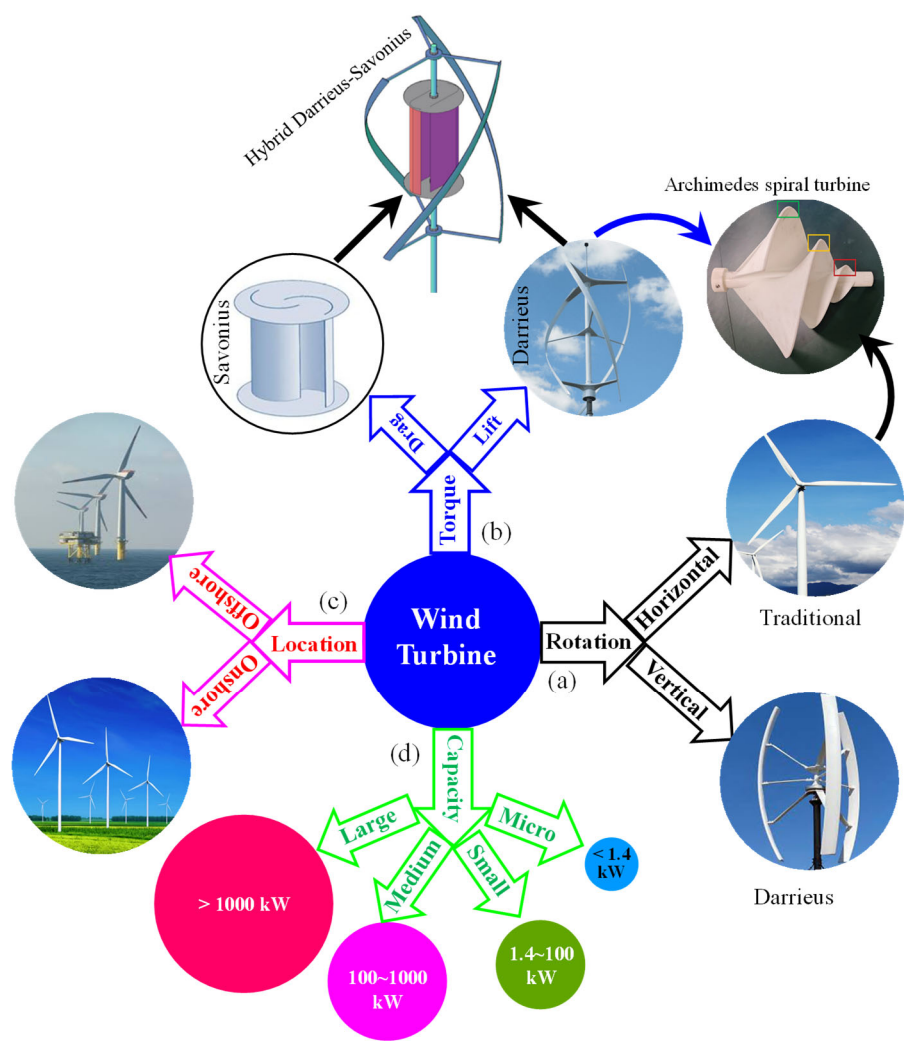 Hybrid Darrieus-Savonius
Archimedes spiral turbine
Savonius
Darrieus
Drag
Lift
Torque
(b)
Horizontal
Traditional
(c)
Offshore
Wind
Turbine
Location
Rotation
Onshore
(a)
Vertical
(d)
Capacity
Large
Medium
Small
Micro
< 1.4
kW
> 1000 kW
Darrieus
1.4~100
kW
100~1000
kW